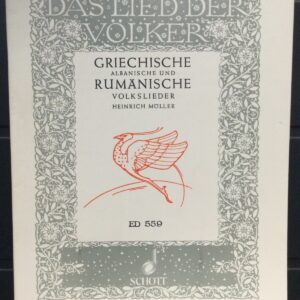 DAS LIED DER
VÖLKER
GRIECHISCHE
ALBANISCHE UND
RUMÄNISCHE
VOLKSLIEDER
HEINRICH MÖLLER
ED 559
SCHOTT